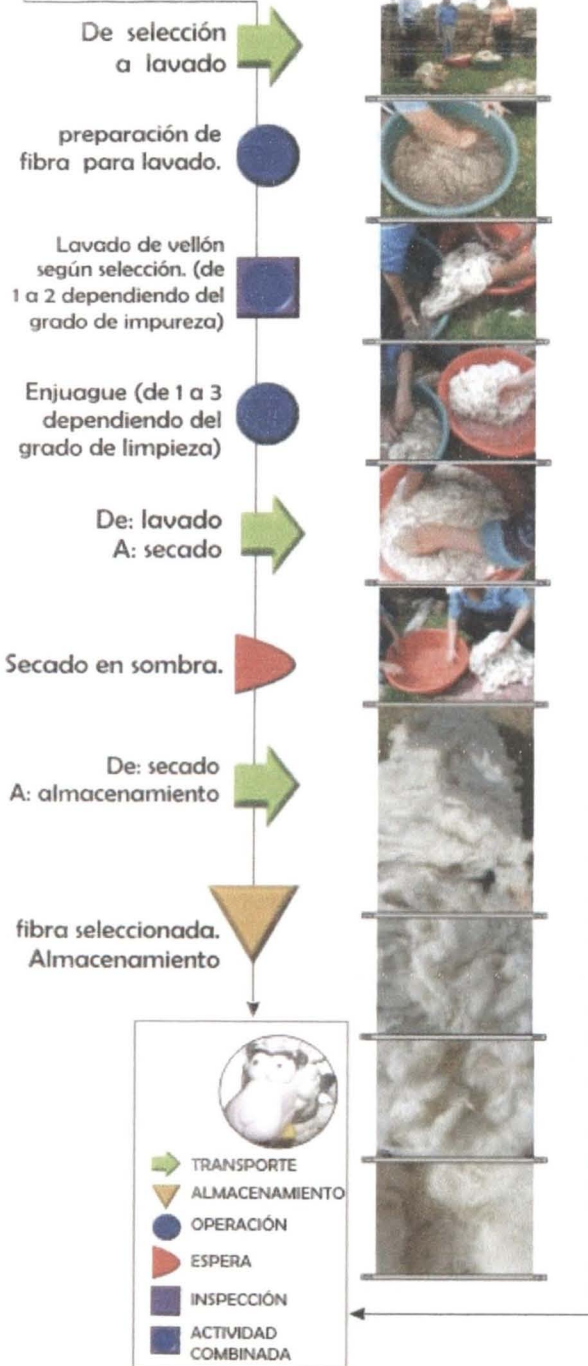 De selección
a lavado
preparación de
fibra para lavado.
Lavado de vellón
según selección. (de
1 a 2 dependiendo del
grado de impureza)
Enjuague (de 1 a 3
dependiendo del
grado de limpieza)
De: lavado
A: secado
Secado en sombra.
De: secado
A: almacenamiento
fibra seleccionada.
Almacenamiento
TRANSPORTE
ALMACENAMIENTO
OPERACIÓN
ESPERA
INSPECCIÓN
ACTIVIDAD
COMBINADA